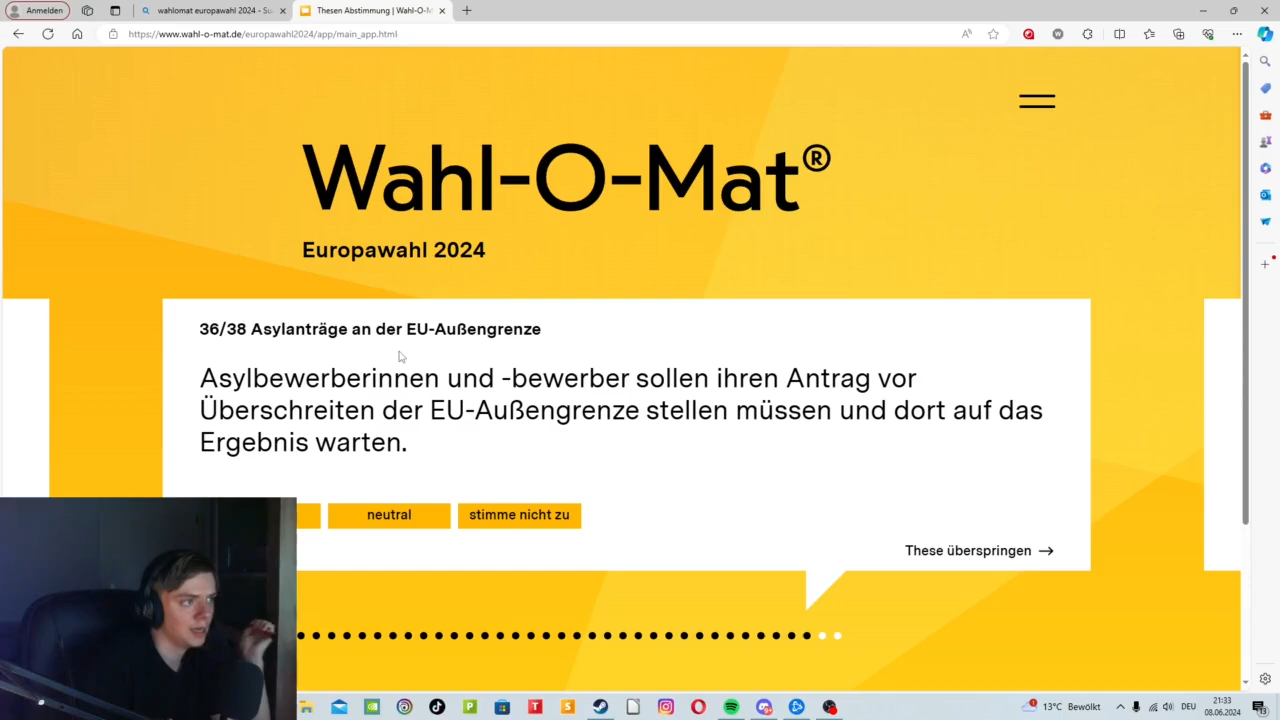 Anmelden
wahlomat europawahl 2024 - Su
Thesen Abstimmung | Wahl-O-M
https://www.wahl-o-mat.de/europawahl2024/app/main_app.html
Wahl-O-Mat®
Europawahl 2024
36/38 Asylanträge an der EU-Außengrenze
Asylbewerberinnen und -bewerber sollen ihren Antrag vor
Überschreiten der EU-Außengrenze stellen müssen und dort auf das
Ergebnis warten.
neutral
stimme nicht zu
These überspringen →
13°C Bewölkt
DEU
21:33
08.06.2024